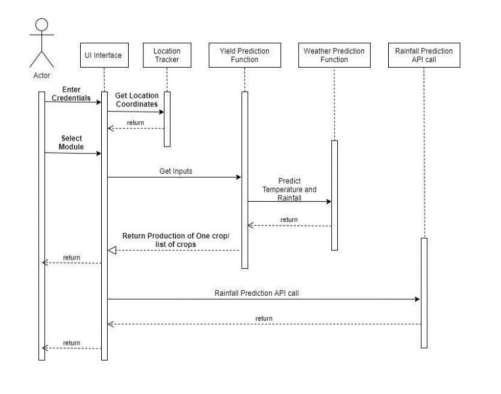 Actor
UI Interface
Location
Tracker
Yield Prediction
Function
Weather Prediction
Function
Rainfall Prediction
API call
Enter
Credentials
Get Location
Coordinates
return
Select
Module
Get Inputs
Predict
Temperature and
Rainfall
return
Return Production of One crop/
list of crops
return
Rainfall Prediction API call
return
return